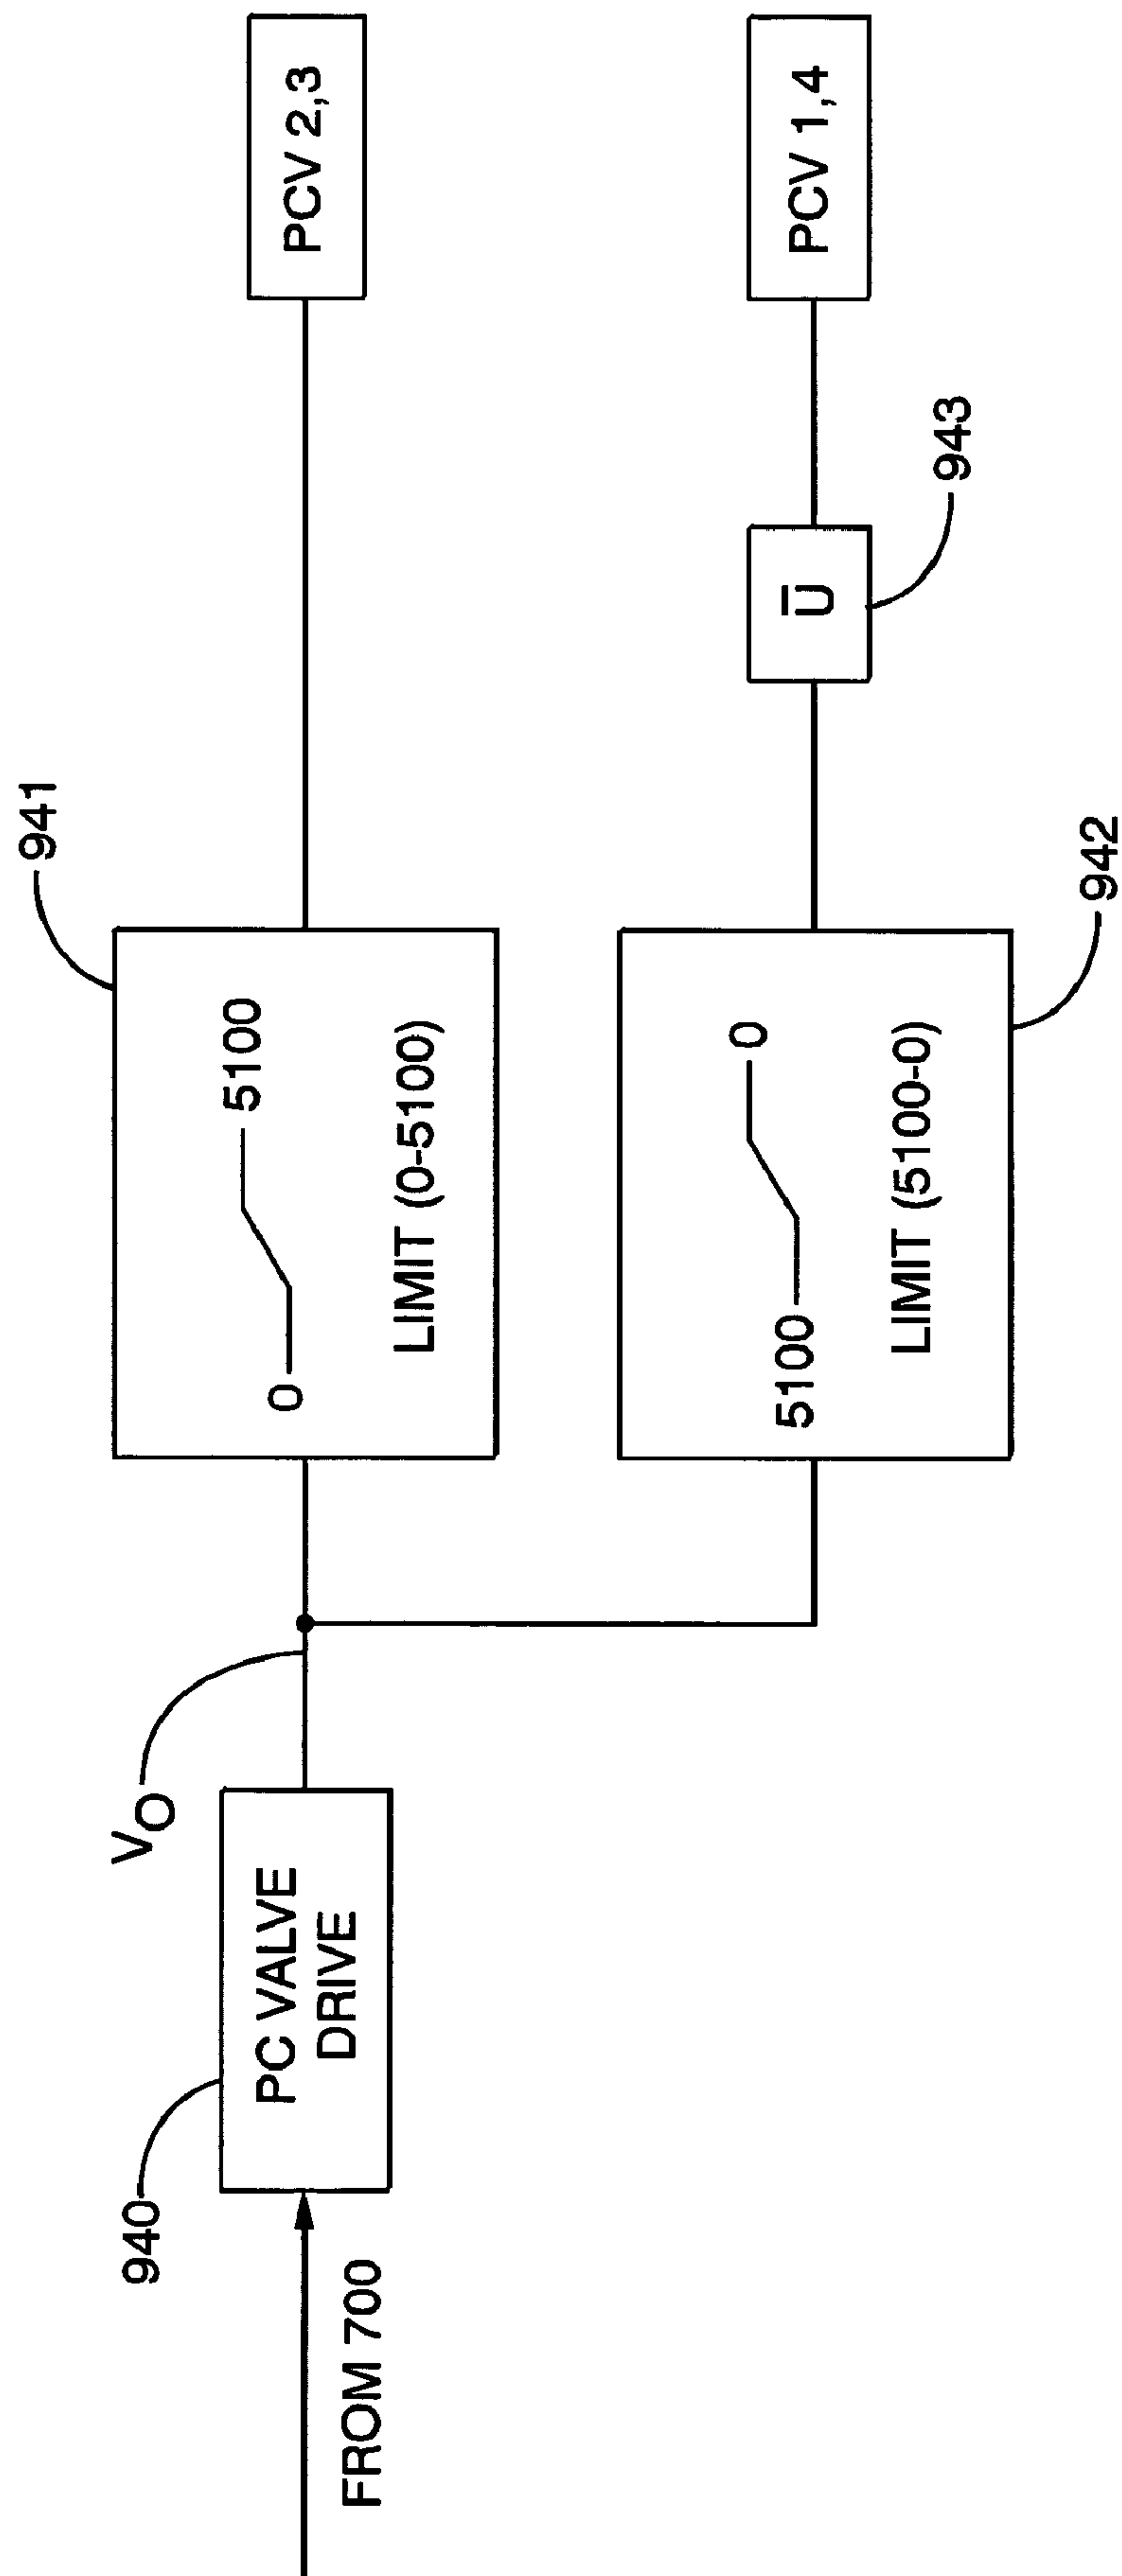 FROM 700
940
PC VALVE
DRIVE
VO
941
0
5100
LIMIT (0-5100)
PCV 2,3
5100
0
LIMIT (5100-0)
942
Ū
943
PCV 1,4